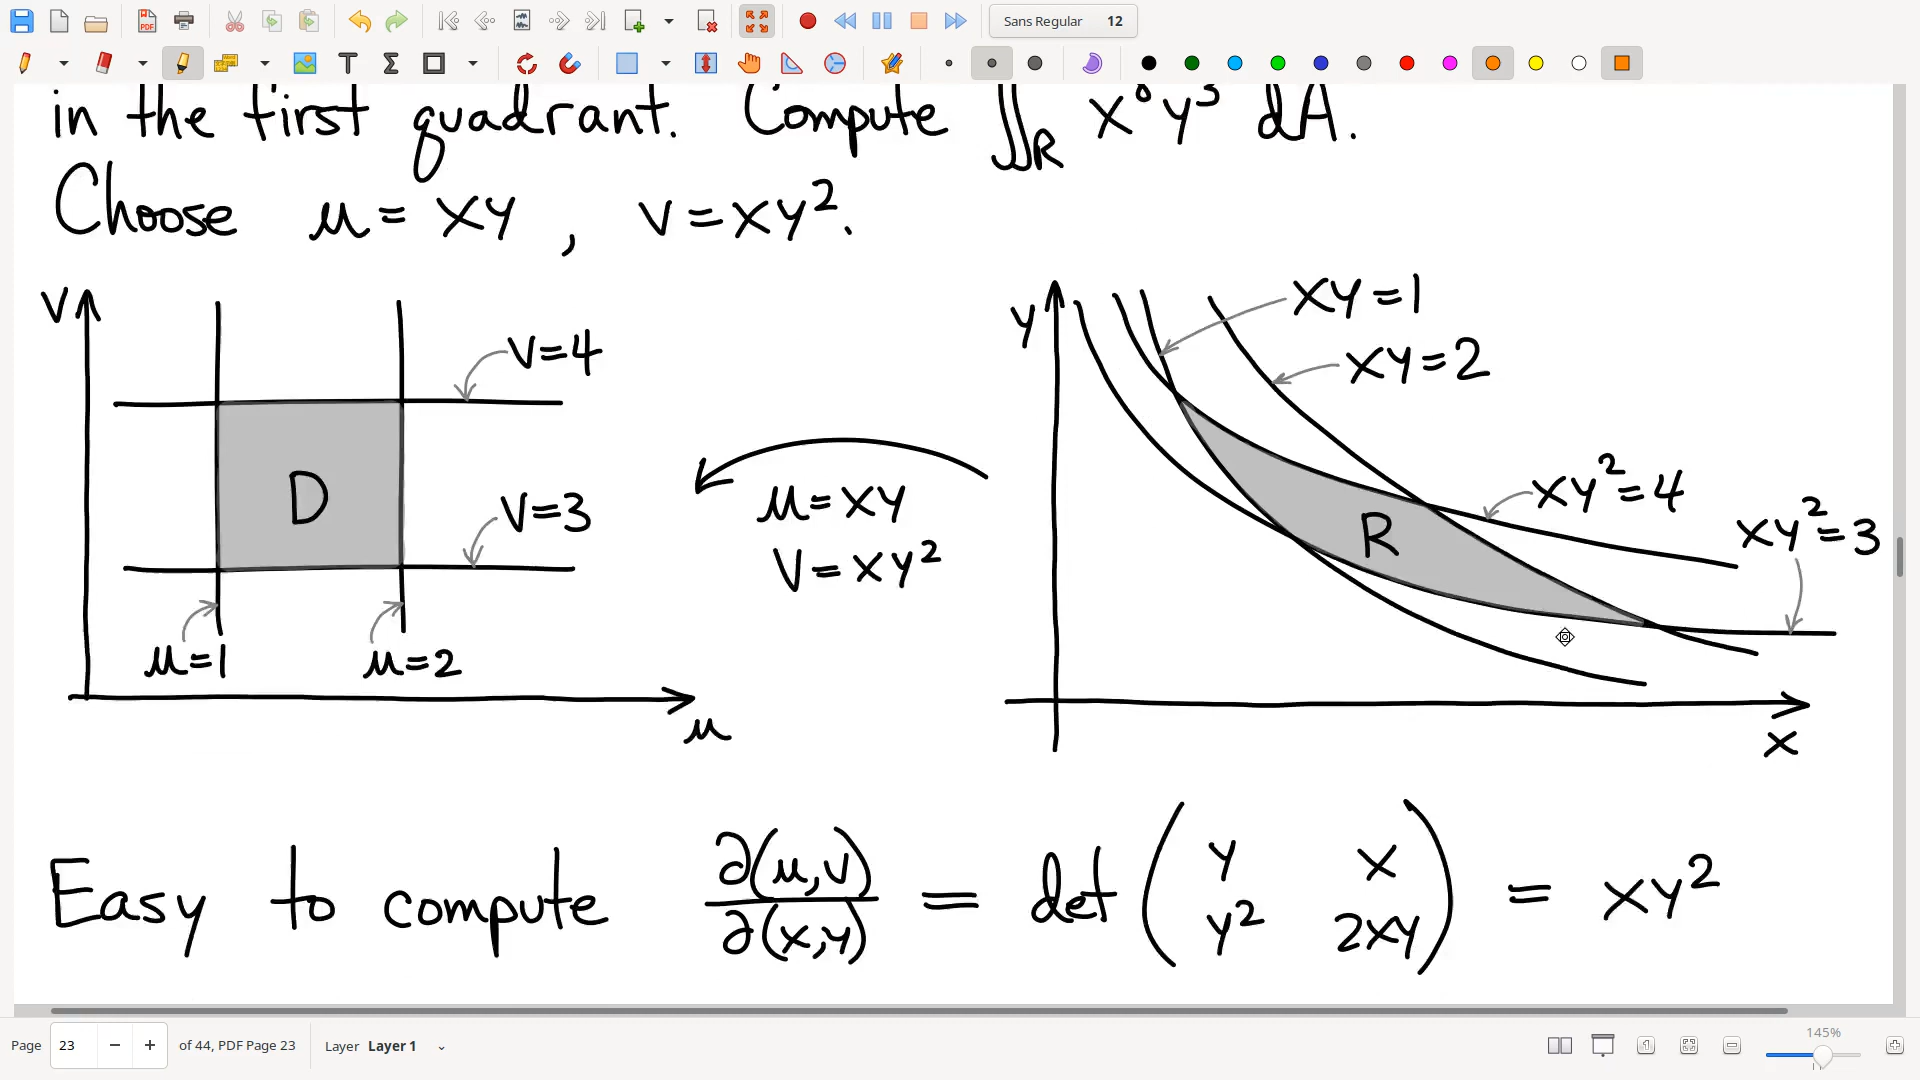 Sans Regular 12
in the first quadrant. Compute ∬_R x⁸y³ dA.
Choose u = xy , v = xy².
v
v=4
D
v=3
u=1
u=2
u
u=xy
v=xy²
y
xy=1
xy=2
xy²=4
xy²=3
R
x
Easy to compute ∂(u,v)/∂(x,y) = det ( y x ; y² 2xy ) = xy²
Page 23 − + of 44, PDF Page 23 Layer Layer 1
145%